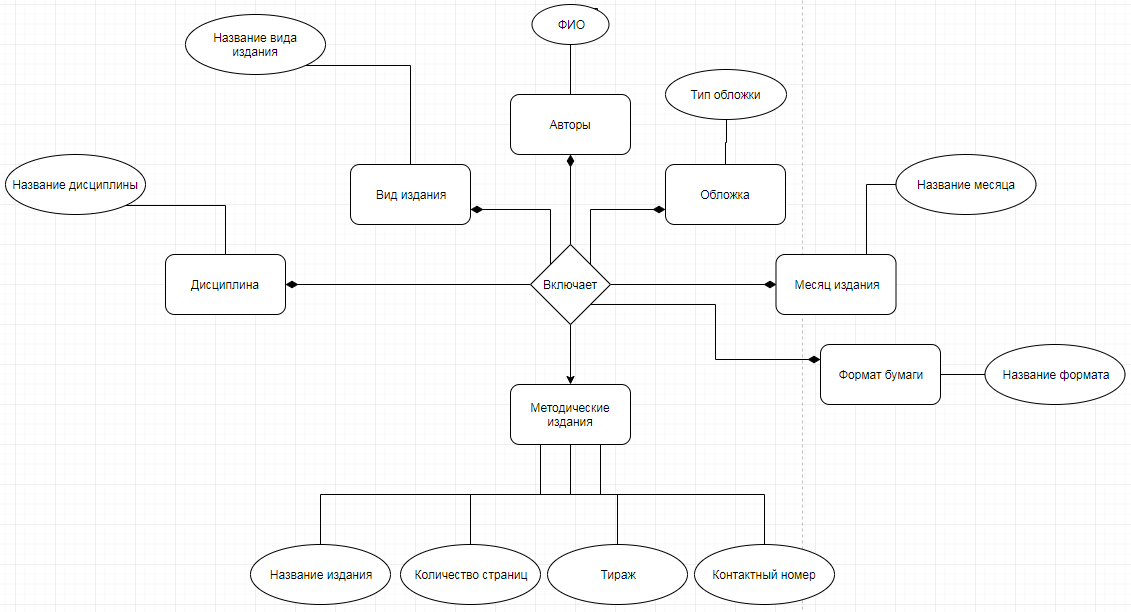 ФИО
Название вида
издания
Тип обложки
Авторы
Название дисциплины
Вид издания
Обложка
Название месяца
Дисциплина
Включает
Месяц издания
Формат бумаги
Название формата
Методические
издания
Название издания
Количество страниц
Тираж
Контактный номер